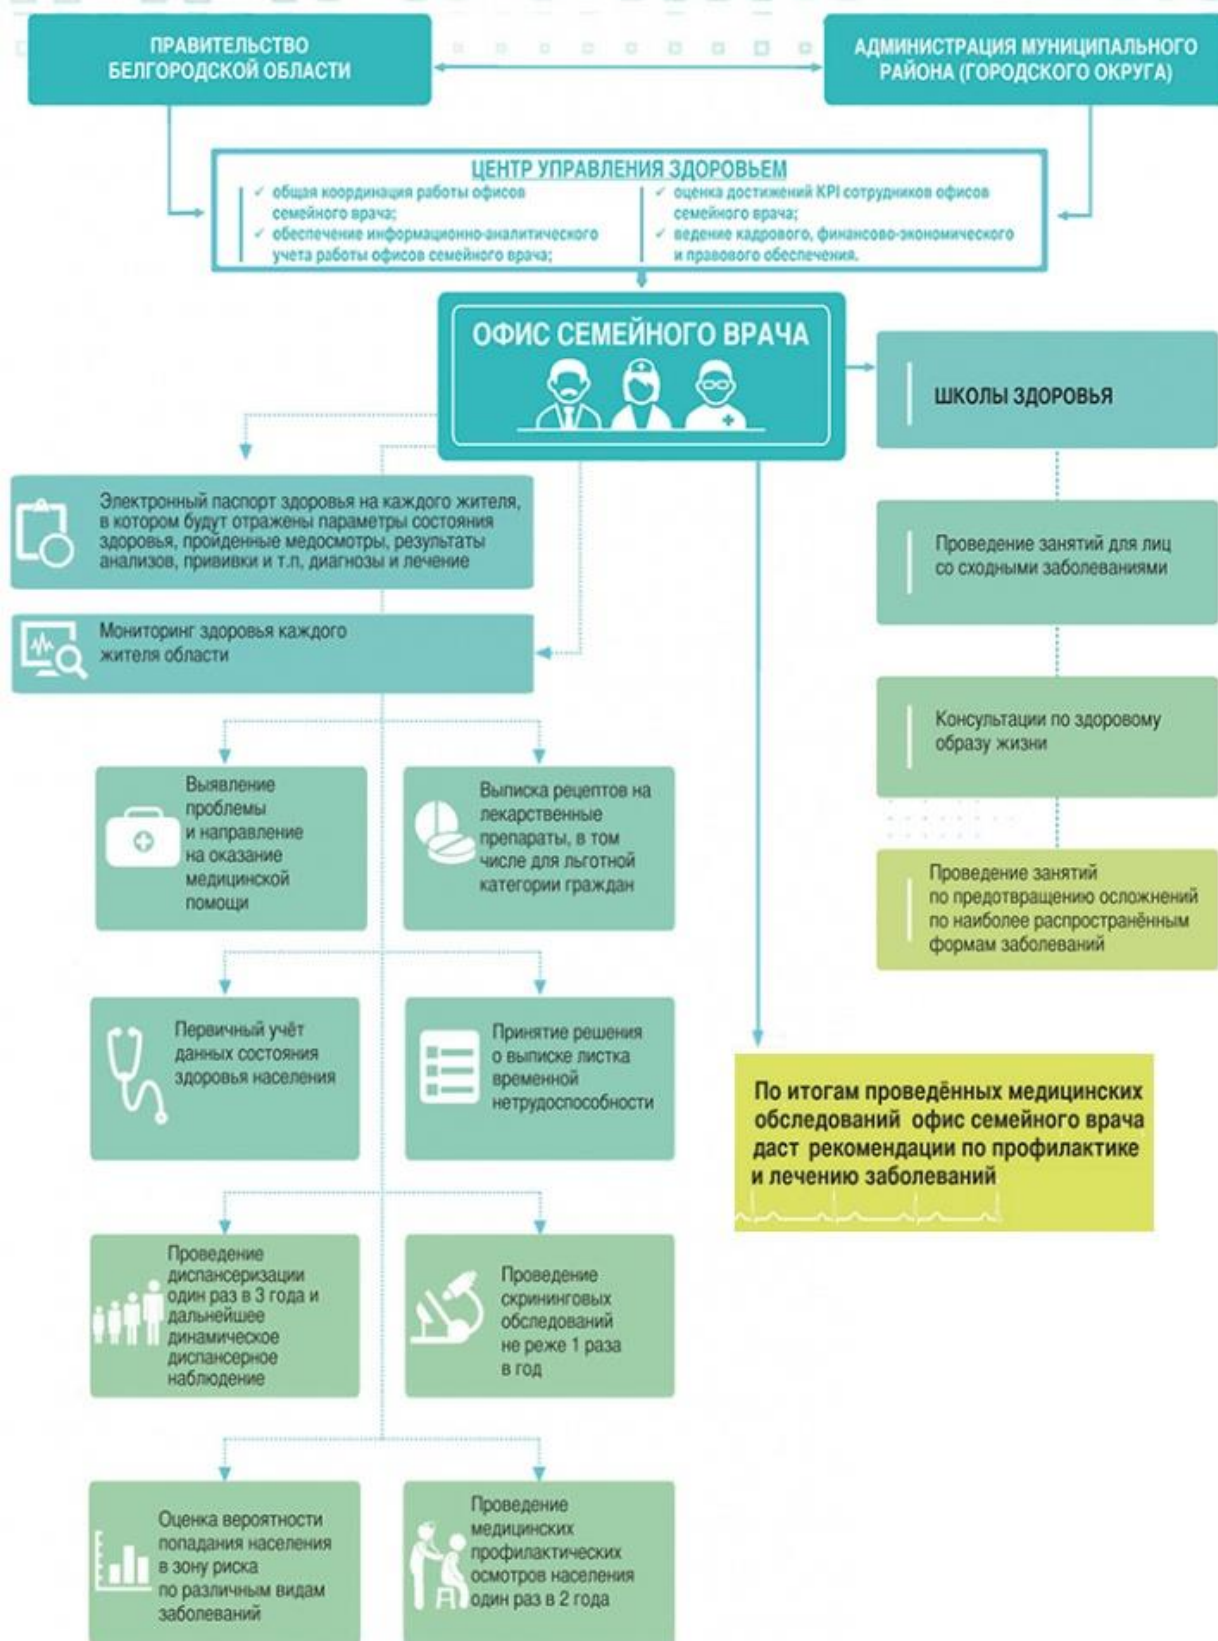 ПРАВИТЕЛЬСТВО
БЕЛГОРОДСКОЙ ОБЛАСТИ
АДМИНИСТРАЦИЯ МУНИЦИПАЛЬНОГО
РАЙОНА (ГОРОДСКОГО ОКРУГА)
ЦЕНТР УПРАВЛЕНИЯ ЗДОРОВЬЕМ
✓ общая координация работы офисов
семейного врача;
✓ обеспечение информационно-аналитического
учета работы офисов семейного врача;
✓ оценка достижений KPI сотрудников офисов
семейного врача;
✓ ведение кадрового, финансово-экономического
и правового обеспечения.
ОФИС СЕМЕЙНОГО ВРАЧА
ШКОЛЫ ЗДОРОВЬЯ
Проведение занятий для лиц
со сходными заболеваниями
Консультации по здоровому
образу жизни
Проведение занятий
по предотвращению осложнений
по наиболее распространённым
формам заболеваний
Электронный паспорт здоровья на каждого жителя,
в котором будут отражены параметры состояния
здоровья, пройденные медосмотры, результаты
анализов, прививки и т.п, диагнозы и лечение
Мониторинг здоровья каждого
жителя области
Выявление
проблемы
и направление
на оказание
медицинской
помощи
Выписка рецептов на
лекарственные
препараты, в том
числе для льготной
категории граждан
Первичный учёт
данных состояния
здоровья населения
Принятие решения
о выписке листка
временной
нетрудоспособности
По итогам проведённых медицинских
обследований офис семейного врача
даст рекомендации по профилактике
и лечению заболеваний
Проведение
диспансеризации
один раз в 3 года и
дальнейшее
динамическое
диспансерное
наблюдение
Проведение
скрининговых
обследований
не реже 1 раза
в год
Оценка вероятности
попадания населения
в зону риска
по различным видам
заболеваний
Проведение
медицинских
профилактических
осмотров населения
один раз в 2 года